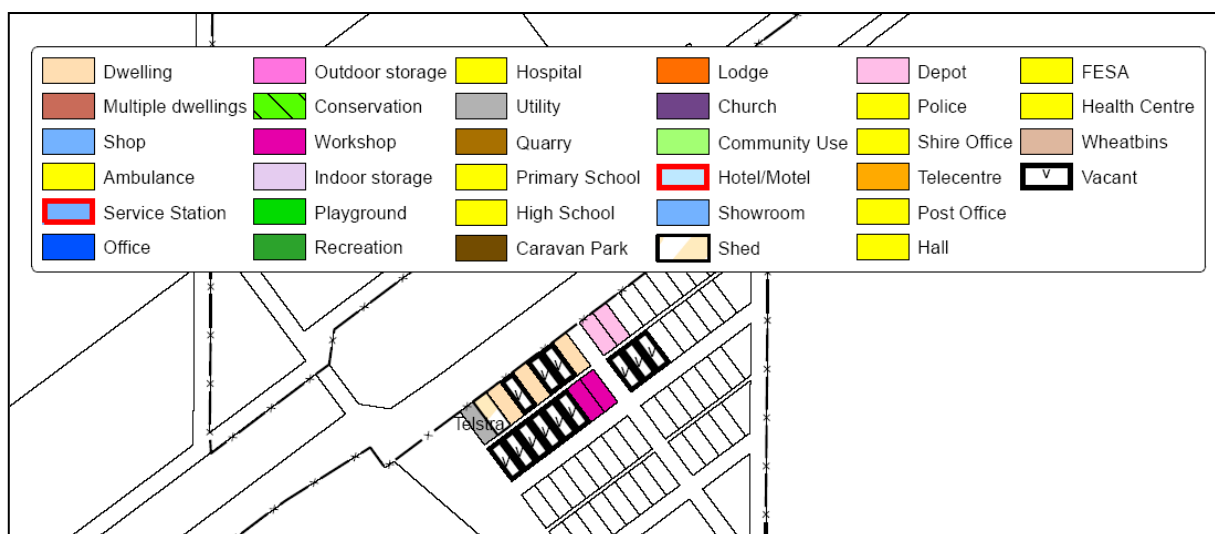 Dwelling
Multiple dwellings
Shop
Ambulance
Service Station
Office
Outdoor storage
Conservation
Workshop
Indoor storage
Playground
Recreation
Hospital
Utility
Quarry
Primary School
High School
Caravan Park
Lodge
Church
Community Use
Hotel/Motel
Showroom
Shed
Depot
Police
Shire Office
Telecentre
Post Office
Hall
FESA
Health Centre
Wheatbins
V Vacant
V
V
V
V
V
V
Telstra
V
V
V
V
V